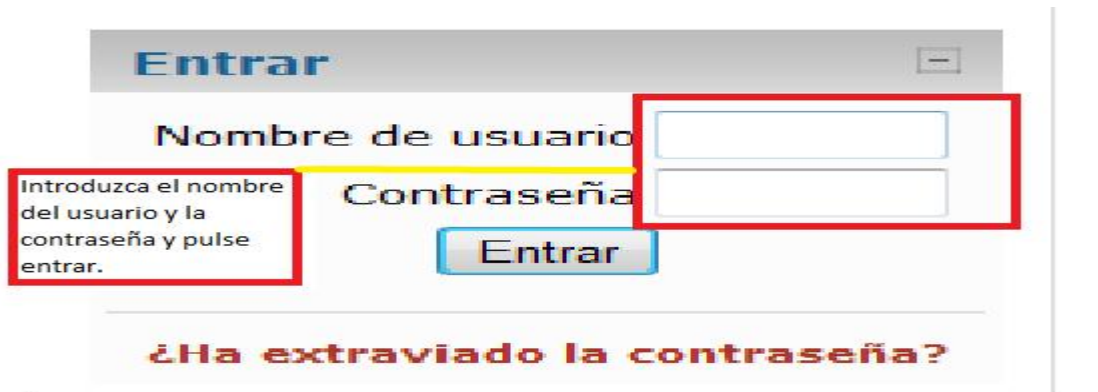 Entrar
Nombre de usuario
Introduzca el nombre
del usuario y la
contraseña y pulse
entrar.
Contraseña
Entrar
¿Ha extraviado la contraseña?